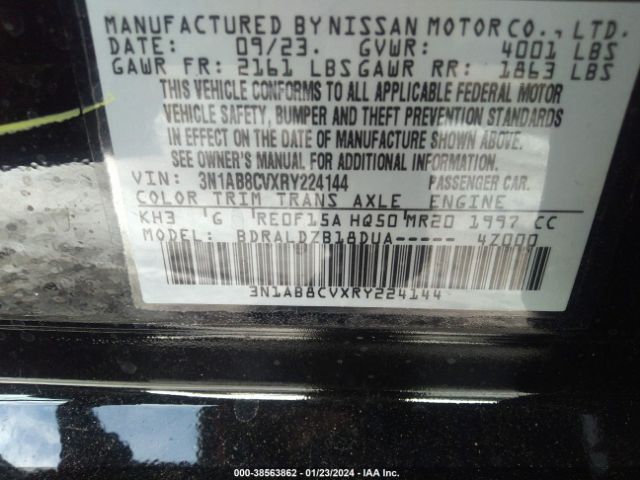 MANUFACTURED BY NISSAN MOTOR CO., LTD.
DATE: 09/23. GVWR: 4001 LBS
GAWR FR: 2161 LBS GAWR RR: 1863 LBS
THIS VEHICLE CONFORMS TO ALL APPLICABLE FEDERAL MOTOR
VEHICLE SAFETY, BUMPER AND THEFT PREVENTION STANDARDS
IN EFFECT ON THE DATE OF MANUFACTURE SHOWN ABOVE.
SEE OWNER'S MANUAL FOR ADDITIONAL INFORMATION.
VIN: 3N1AB8CVXRY224144 PASSENGER CAR.
COLOR TRIM TRANS AXLE ENGINE
KH3 G RE0F15A HQ50 MR20 1997 CC
MODEL: BDRALDZB18DUA----- 4Z000
3N1AB8CVXRY224144
000-38563862 - 01/23/2024 - IAA Inc.